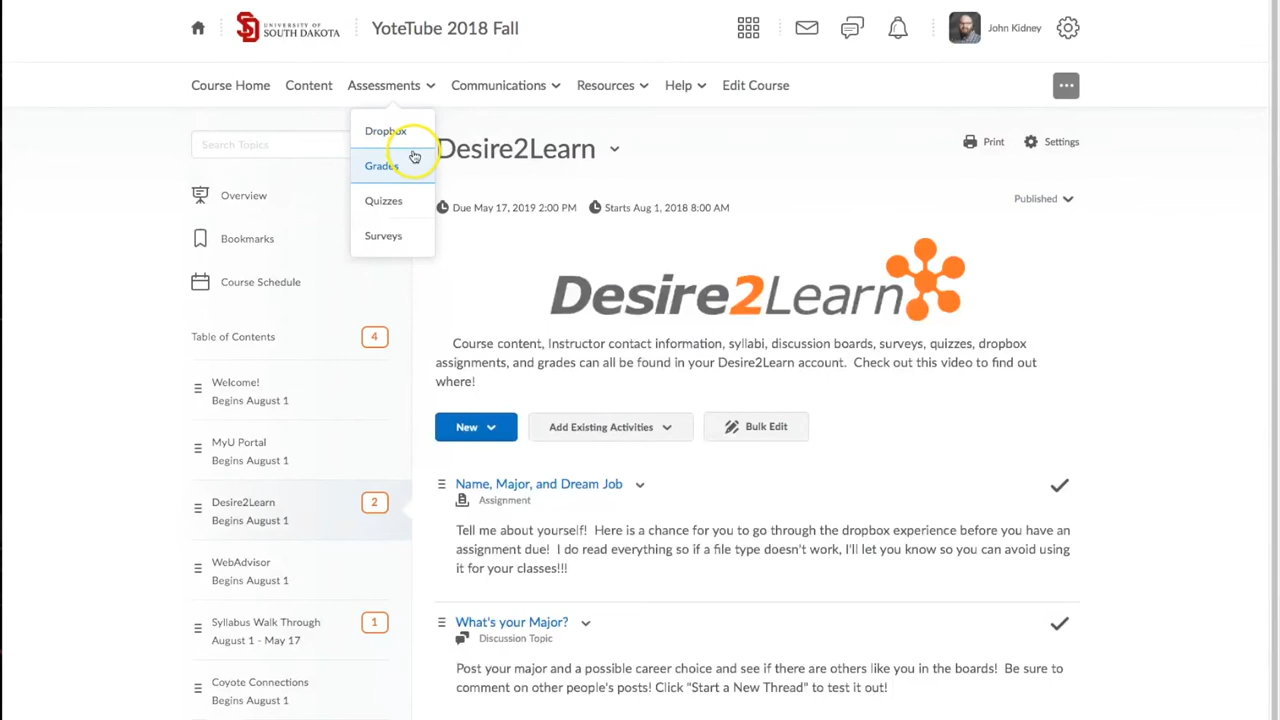 UNIVERSITY OF
SOUTH DAKOTA
YoteTube 2018 Fall
John Kidney
Course Home
Content
Assessments
Communications
Resources
Help
Edit Course
Search Topics
Dropbox
Grades
Quizzes
Surveys
Overview
Bookmarks
Course Schedule
Table of Contents
4
Welcome!
Begins August 1
MyU Portal
Begins August 1
Desire2Learn
2
Begins August 1
WebAdvisor
Begins August 1
Syllabus Walk Through
1
August 1 - May 17
Coyote Connections
Begins August 1
Desire2Learn
Print
Settings
Due May 17, 2019 2:00 PM
Starts Aug 1, 2018 8:00 AM
Published
Desire2Learn
Course content, Instructor contact information, syllabi, discussion boards, surveys, quizzes, dropbox
assignments, and grades can all be found in your Desire2Learn account. Check out this video to find out
where!
New
Add Existing Activities
Bulk Edit
Name, Major, and Dream Job
Assignment
Tell me about yourself! Here is a chance for you to go through the dropbox experience before you have an
assignment due! I do read everything so if a file type doesn't work, I'll let you know so you can avoid using
it for your classes!!!
What's your Major?
Discussion Topic
Post your major and a possible career choice and see if there are others like you in the boards! Be sure to
comment on other people's posts! Click "Start a New Thread" to test it out!